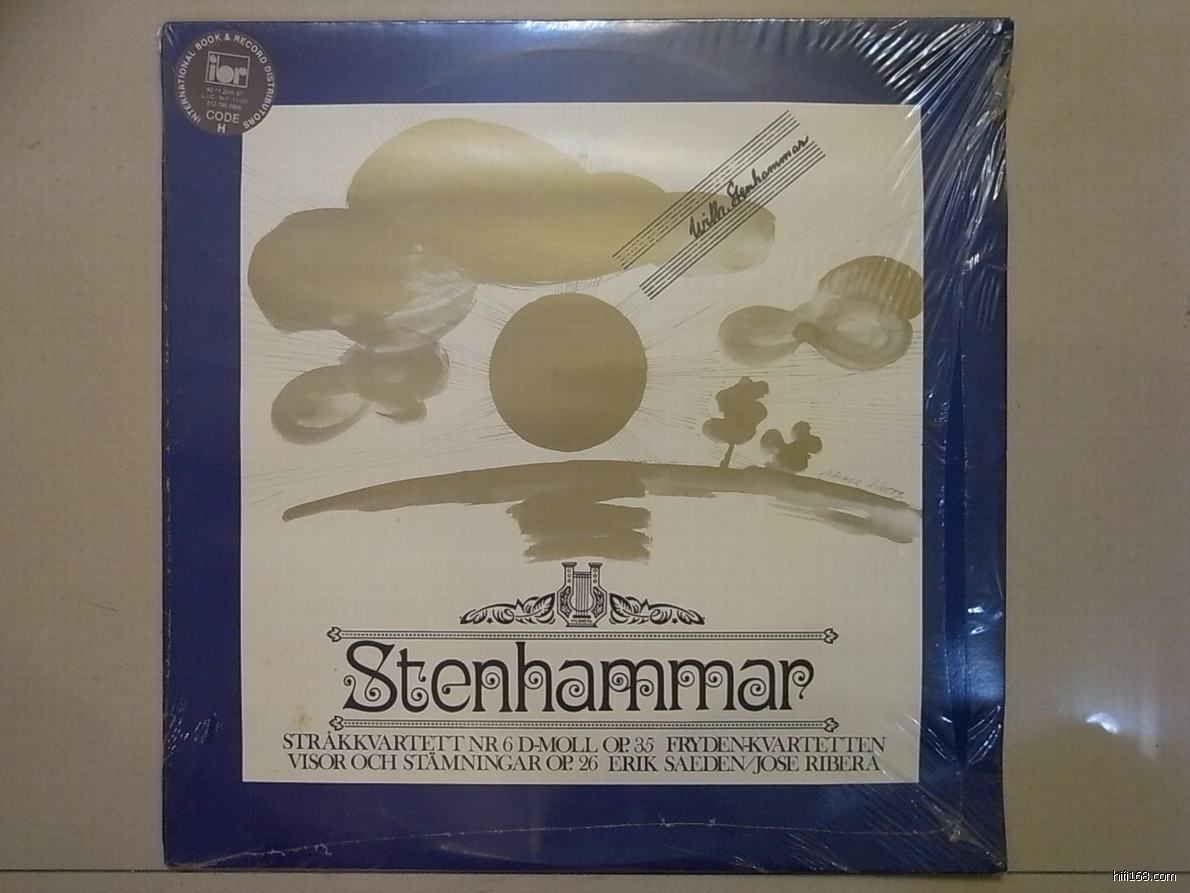 INTERNATIONAL BOOK & RECORD DISTRIBUTORS
ibr
CODE
H
Wilh. Stenhammar
Stenhammar
STRÅKKVARTETT NR 6 D-MOLL OP. 35 FRYDEN-KVARTETTEN
VISOR OCH STÄMNINGAR OP. 26 ERIK SAEDEN/JOSE RIBERA
hifi168.com